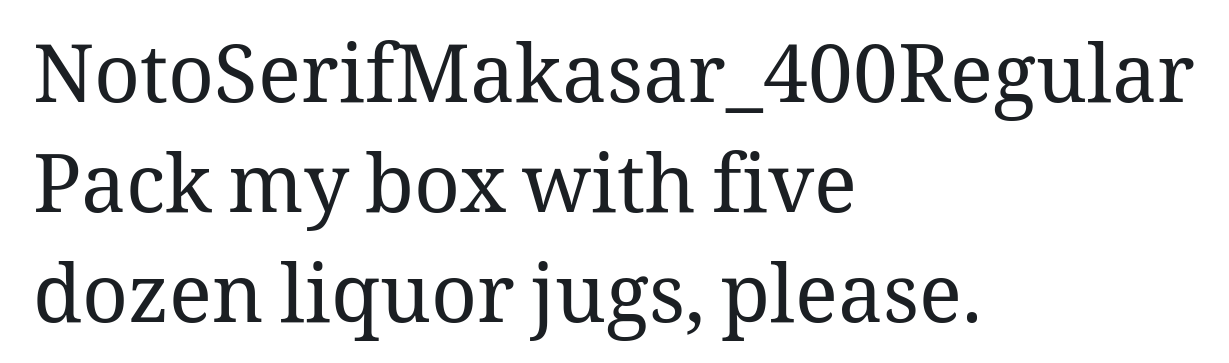 NotoSerifMakasar_400Regular
Pack my box with five
dozen liquor jugs, please.